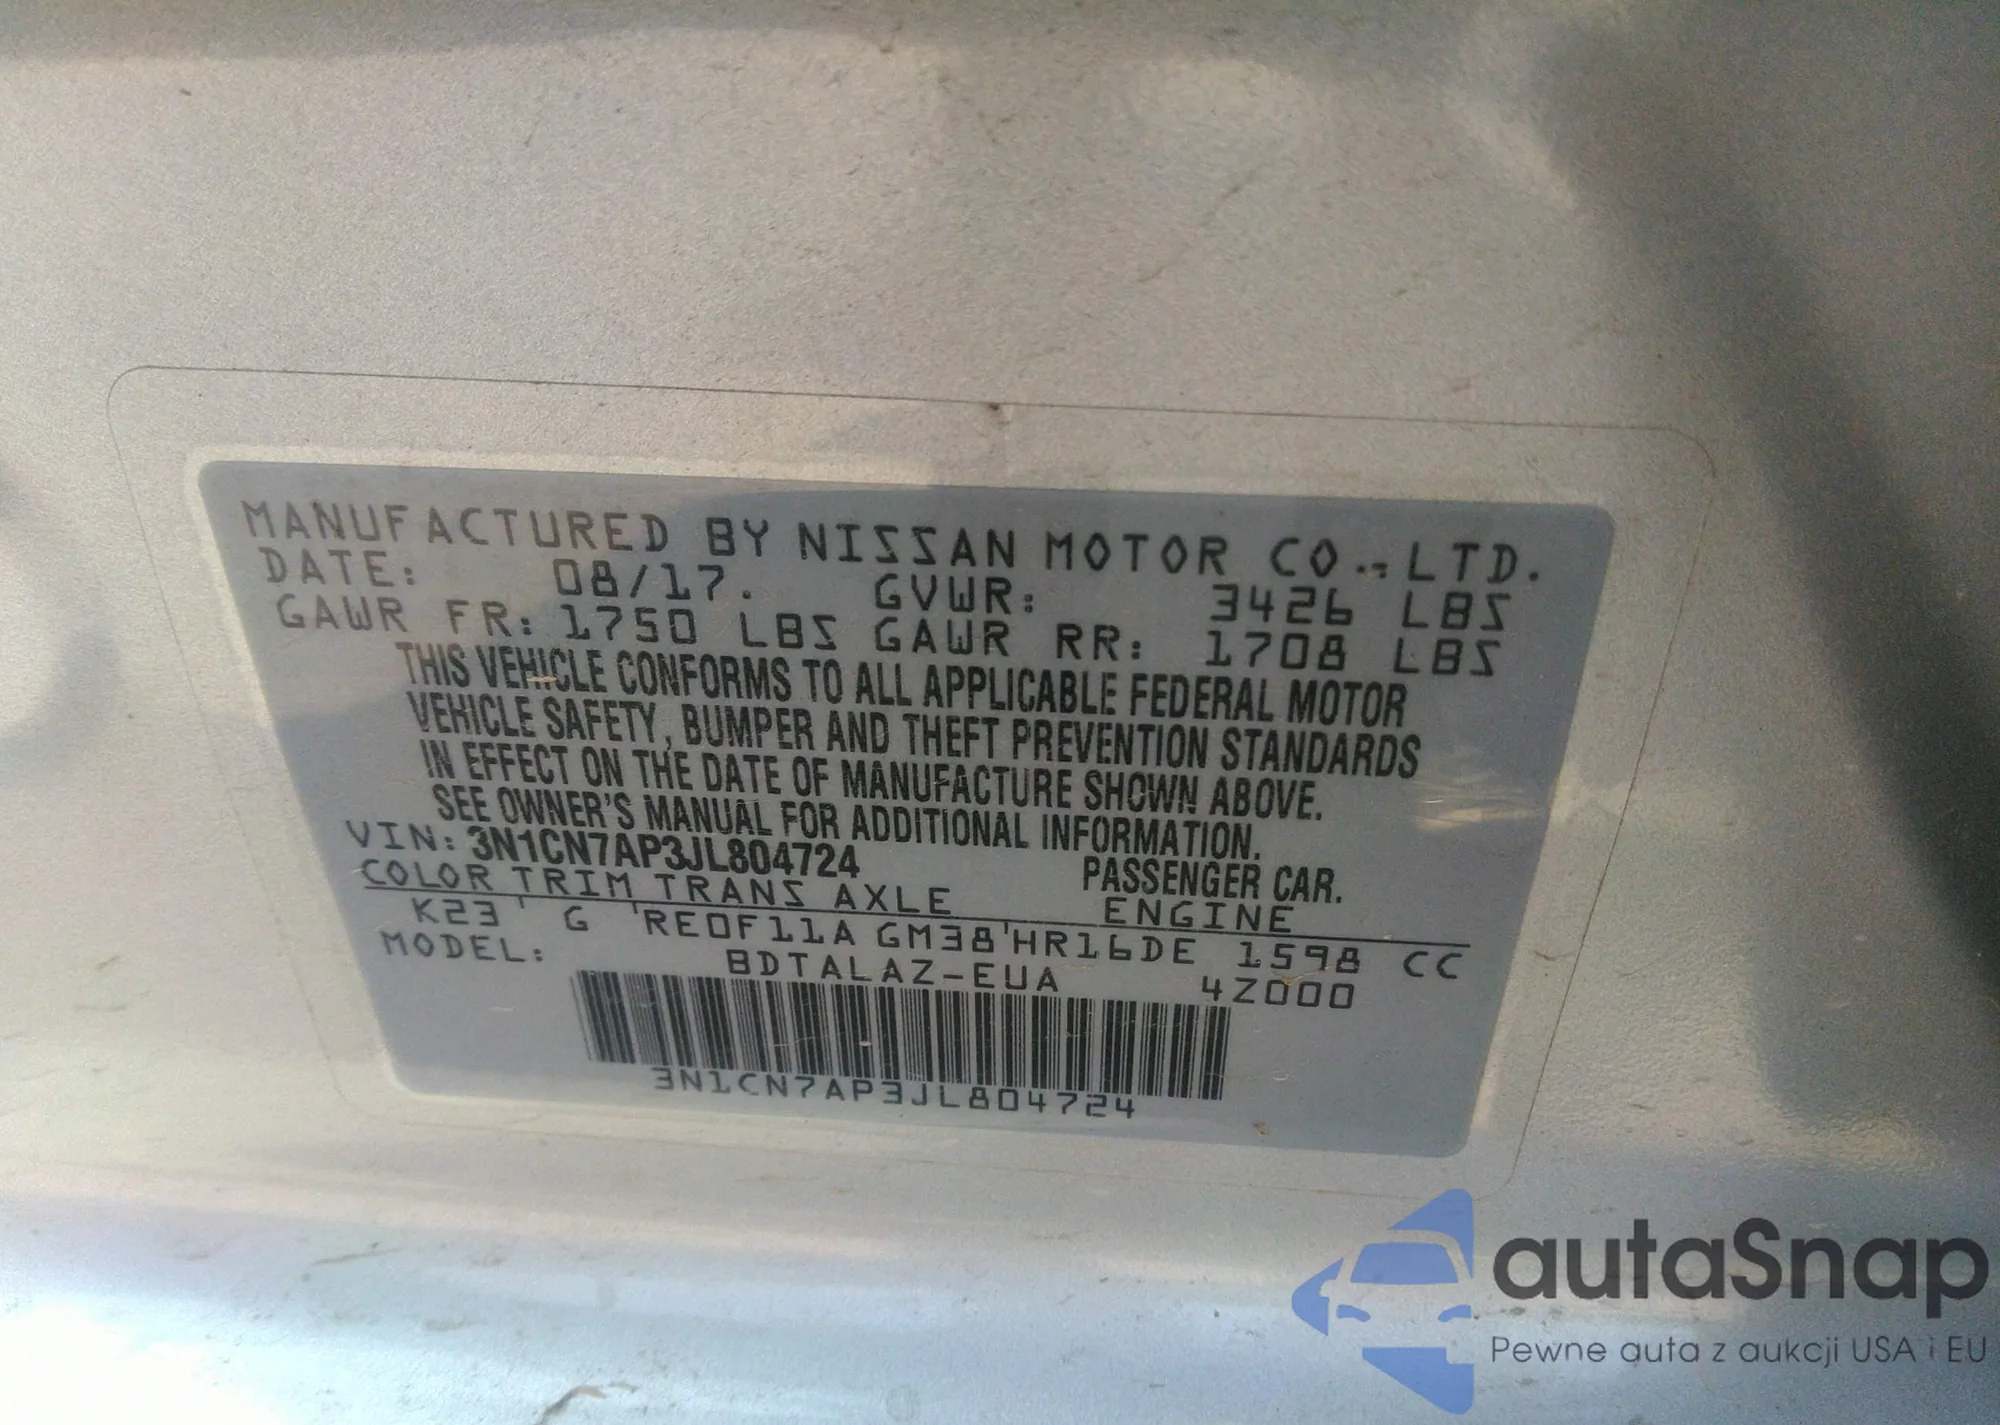 MANUFACTURED BY NISSAN MOTOR CO.,LTD.
DATE: 08/17. GVWR: 3426 LBS
GAWR FR: 1750 LBS GAWR RR: 1708 LBS
THIS VEHICLE CONFORMS TO ALL APPLICABLE FEDERAL MOTOR
VEHICLE SAFETY, BUMPER AND THEFT PREVENTION STANDARDS
IN EFFECT ON THE DATE OF MANUFACTURE SHOWN ABOVE.
SEE OWNER'S MANUAL FOR ADDITIONAL INFORMATION.
VIN: 3N1CN7AP3JL804724 PASSENGER CAR.
COLOR TRIM TRANS AXLE ENGINE
K23 ' G 'RE0F11A GM38'HR16DE 1598 CC
MODEL: BDTALAZ-EUA 4Z000
3N1CN7AP3JL804724
autaSnap
Pewne auta z aukcji USA i EU